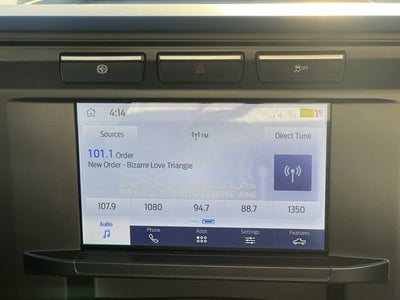 OFF
4:14
Sources
FM
Direct Tune
101.1 Order
New Order - Bizarre Love Triangle
107.9 1080 94.7 88.7 1350
Audio Phone Apps Settings Features